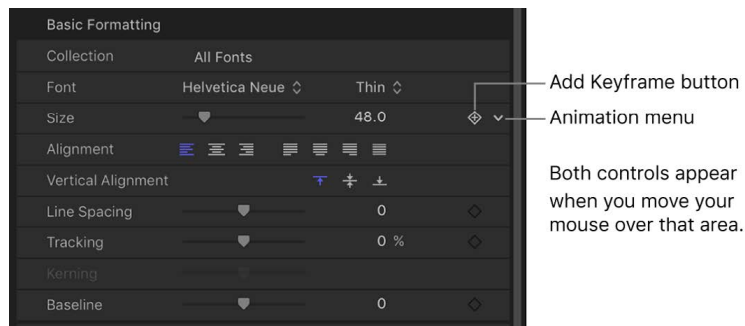 Basic Formatting
Collection All Fonts
Font Helvetica Neue Thin
Size 48.0
Alignment
Vertical Alignment
Line Spacing 0
Tracking 0 %
Kerning
Baseline 0
Add Keyframe button
Animation menu
Both controls appear
when you move your
mouse over that area.